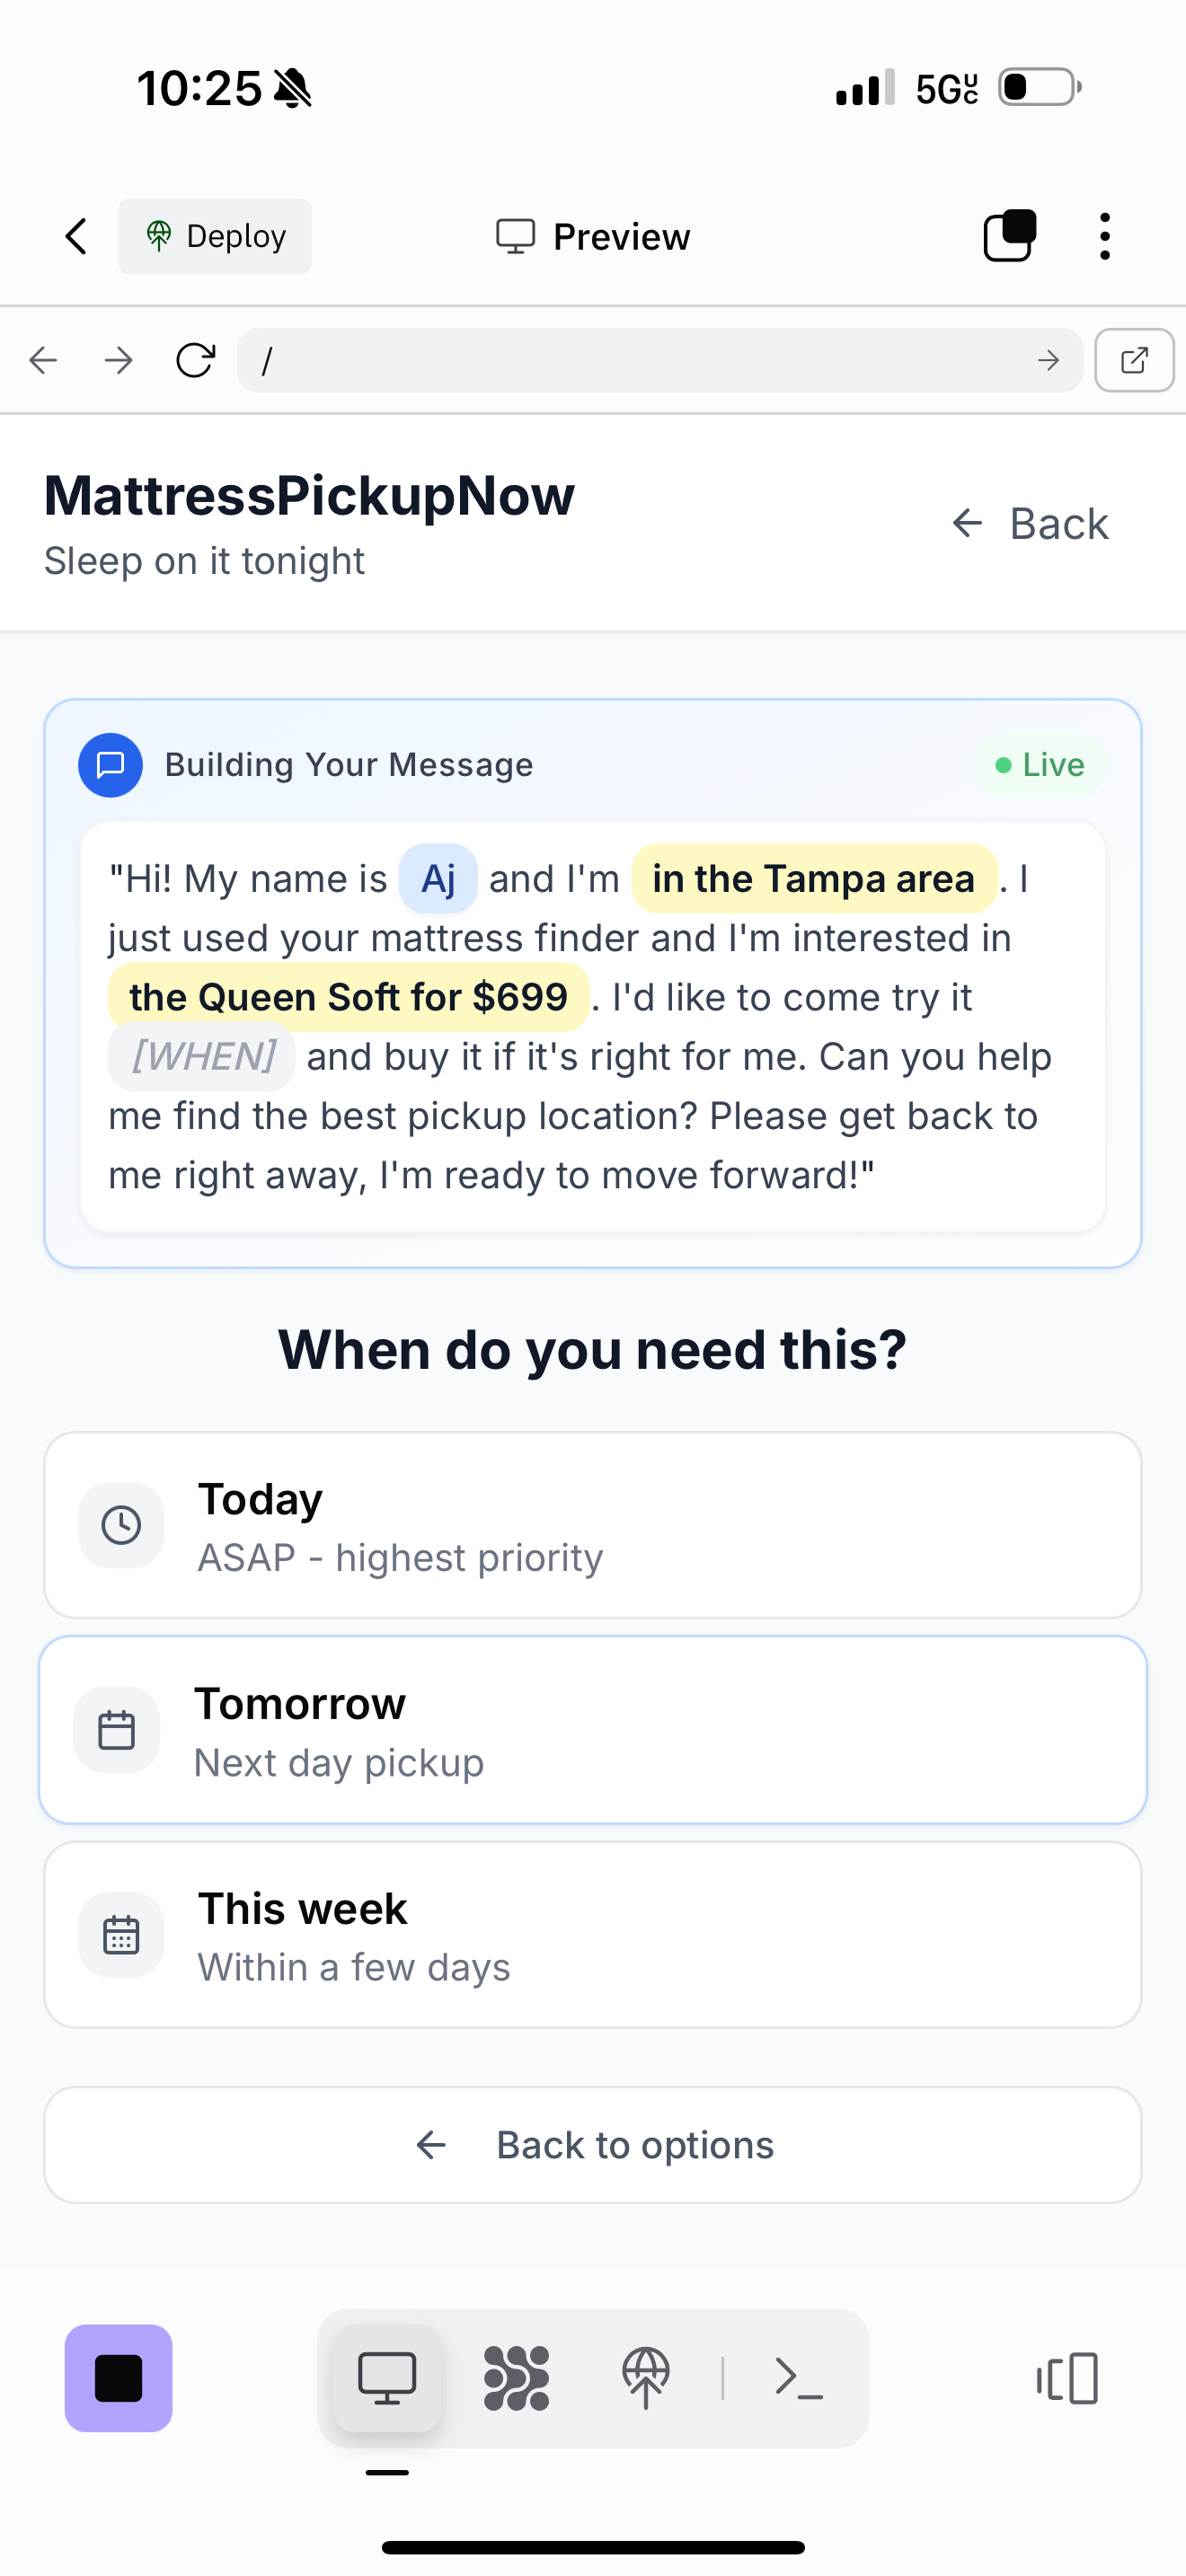 10:25
5GUC
Deploy
Preview
/
MattressPickupNow
Sleep on it tonight
Back
Building Your Message
Live
"Hi! My name is Aj and I'm in the Tampa area. I
just used your mattress finder and I'm interested in
the Queen Soft for $699. I'd like to come try it
[WHEN] and buy it if it's right for me. Can you help
me find the best pickup location? Please get back to
me right away, I'm ready to move forward!"
When do you need this?
Today
ASAP - highest priority
Tomorrow
Next day pickup
This week
Within a few days
Back to options